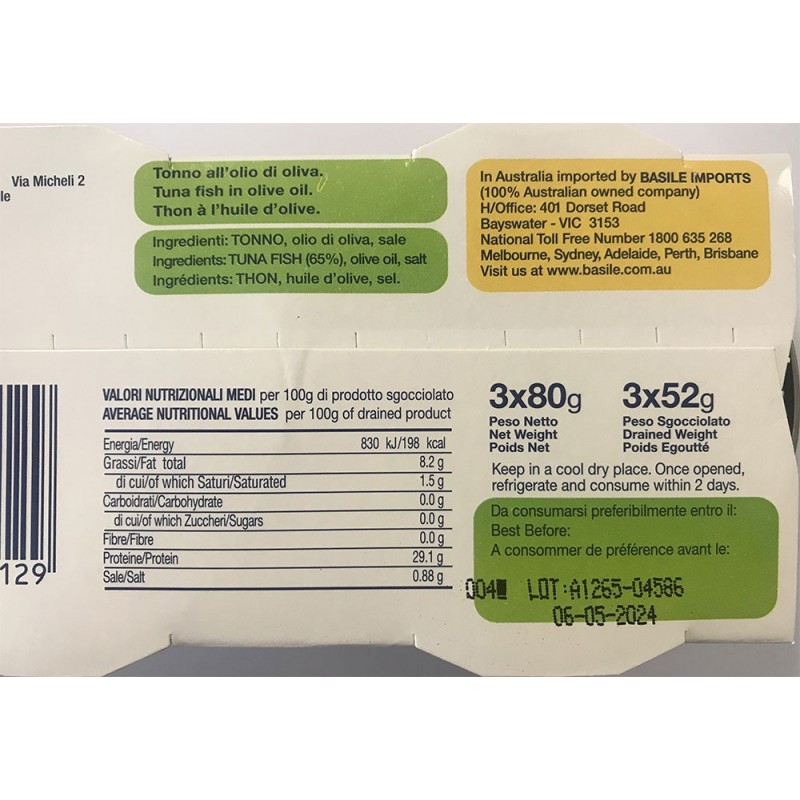 Via Micheli 2
le
Tonno all'olio di oliva.
Tuna fish in olive oil.
Thon à l'huile d'olive.
Ingredienti: TONNO, olio di oliva, sale
Ingredients: TUNA FISH (65%), olive oil, salt
Ingrédients: THON, huile d'olive, sel.
In Australia imported by BASILE IMPORTS
(100% Australian owned company)
H/Office: 401 Dorset Road
Bayswater - VIC 3153
National Toll Free Number 1800 635 268
Melbourne, Sydney, Adelaide, Perth, Brisbane
Visit us at www.basile.com.au
129
VALORI NUTRIZIONALI MEDI per 100g di prodotto sgocciolato
AVERAGE NUTRITIONAL VALUES per 100g of drained product
Energia/Energy 830 kJ/198 kcal
Grassi/Fat total 8.2 g
di cui/of which Saturi/Saturated 1.5 g
Carboidrati/Carbohydrate 0.0 g
di cui/of which Zuccheri/Sugars 0.0 g
Fibre/Fibre 0.0 g
Proteine/Protein 29.1 g
Sale/Salt 0.88 g
3x80g
Peso Netto
Net Weight
Poids Net
3x52g
Peso Sgocciolato
Drained Weight
Poids Egoutté
Keep in a cool dry place. Once opened,
refrigerate and consume within 2 days.
Da consumarsi preferibilmente entro il:
Best Before:
A consommer de préférence avant le:
LOT:A1265-04586
06-05-2024